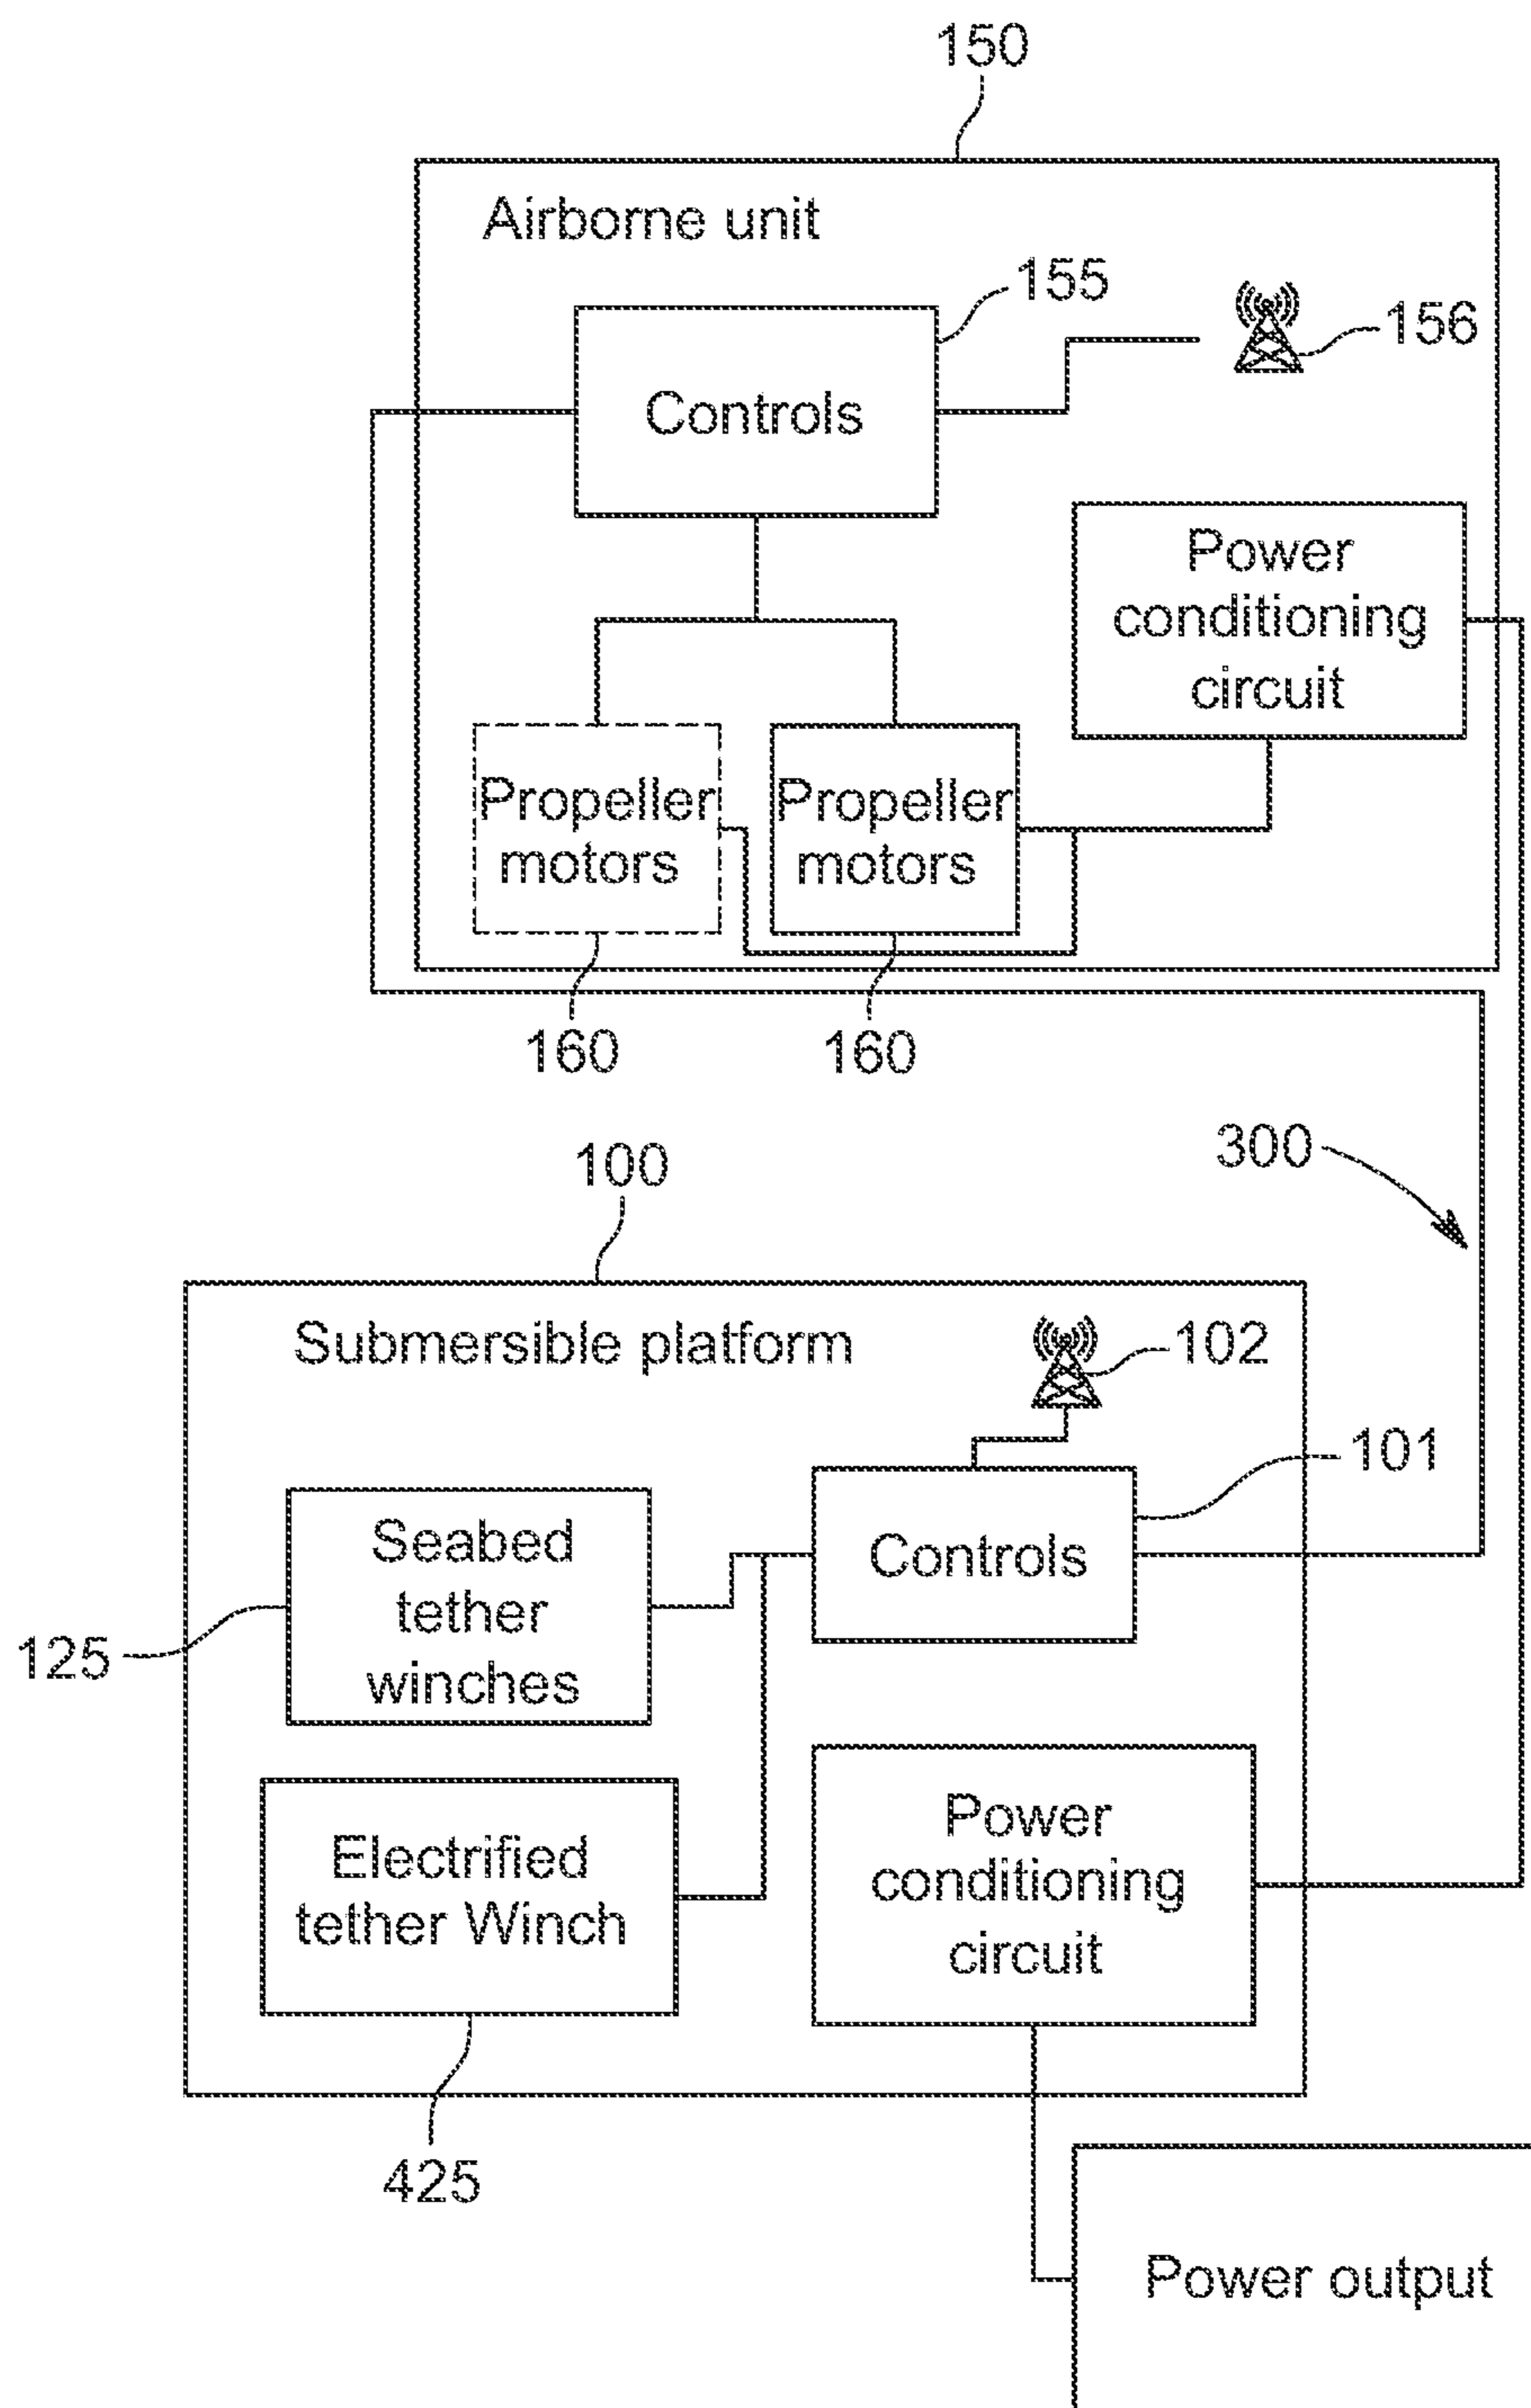 150
Airborne unit
155
156
Controls
Power
conditioning
circuit
Propeller
motors
Propeller
motors
160
160
300
100
Submersible platform
102
101
Controls
Seabed
tether
winches
125
Power
conditioning
circuit
Electrified
tether Winch
425
Power output